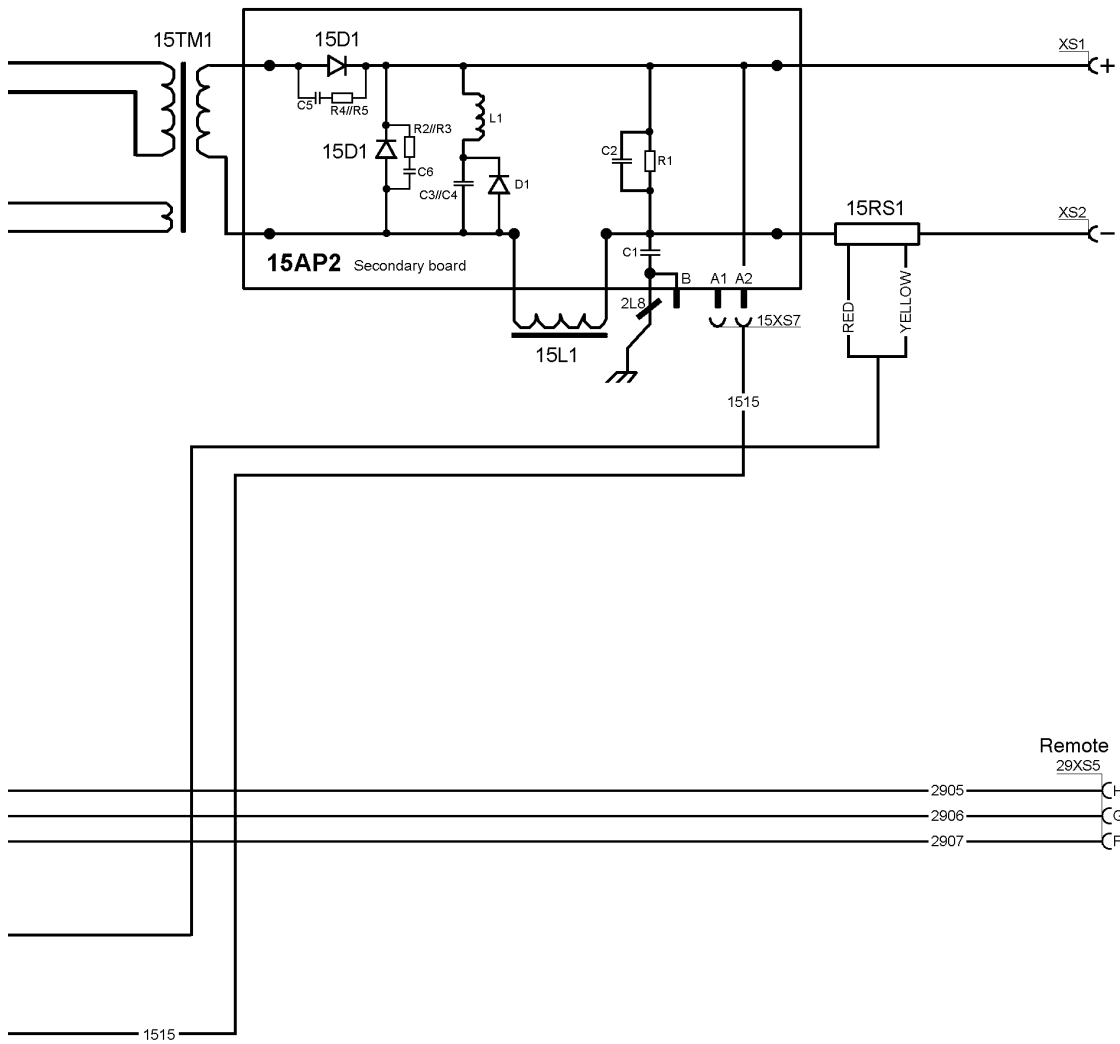 15TM1
15D1
XS1
+
C5
R4//R5
L1
R2//R3
15D1
C6
C3//C4
D1
C2
R1
15RS1
XS2
−
15AP2 Secondary board
C1
B
A1
A2
2L8
15XS7
RED
YELLOW
15L1
1515
Remote
29XS5
2905
H
2906
G
2907
F
1515